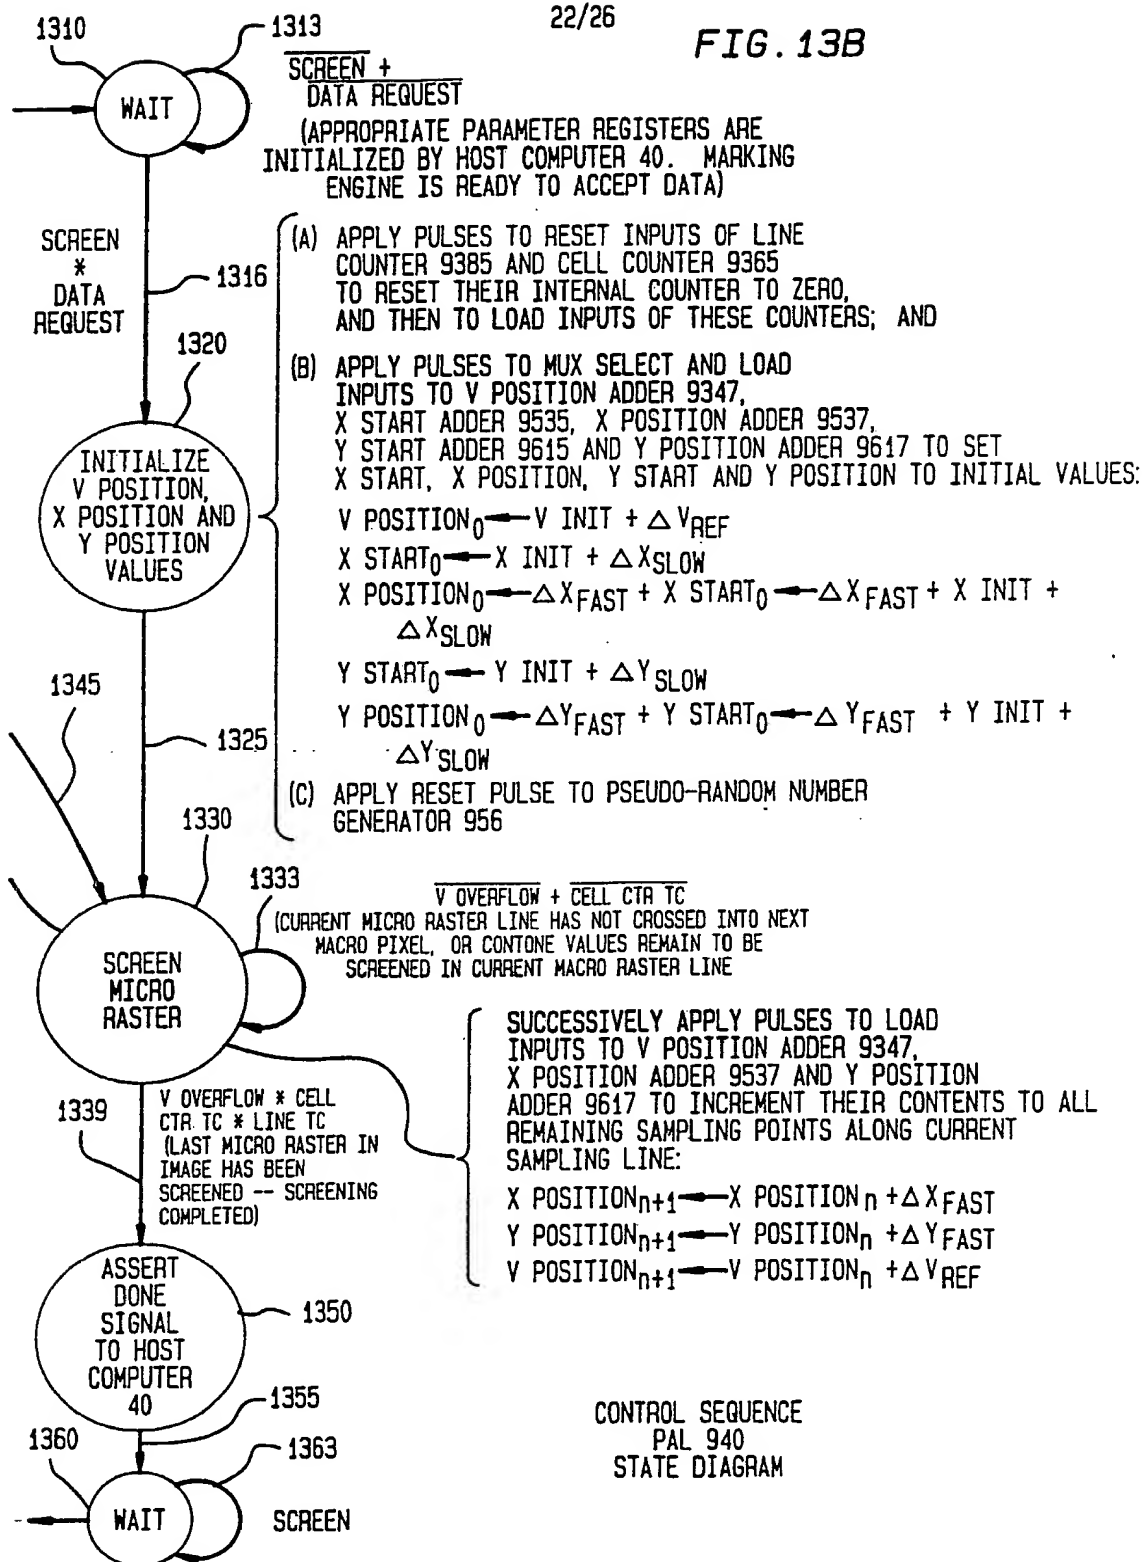 22/26
FIG. 13B
1310
1313
WAIT
SCREEN +
DATA REQUEST
(APPROPRIATE PARAMETER REGISTERS ARE
INITIALIZED BY HOST COMPUTER 40. MARKING
ENGINE IS READY TO ACCEPT DATA)
SCREEN
*
DATA
REQUEST
1316
1320
INITIALIZE
V POSITION,
X POSITION AND
Y POSITION
VALUES
(A) APPLY PULSES TO RESET INPUTS OF LINE
COUNTER 9385 AND CELL COUNTER 9365
TO RESET THEIR INTERNAL COUNTER TO ZERO,
AND THEN TO LOAD INPUTS OF THESE COUNTERS; AND
(B) APPLY PULSES TO MUX SELECT AND LOAD
INPUTS TO V POSITION ADDER 9347,
X START ADDER 9535, X POSITION ADDER 9537,
Y START ADDER 9615 AND Y POSITION ADDER 9617 TO SET
X START, X POSITION, Y START AND Y POSITION TO INITIAL VALUES:
V POSITION0 ← V INIT + ΔVREF
X START0 ← X INIT + ΔXSLOW
X POSITION0 ← ΔXFAST + X START0 ← ΔXFAST + X INIT +
ΔXSLOW
Y START0 ← Y INIT + ΔYSLOW
Y POSITION0 ← ΔYFAST + Y START0 ← ΔYFAST + Y INIT +
ΔYSLOW
(C) APPLY RESET PULSE TO PSEUDO-RANDOM NUMBER
GENERATOR 956
1345
1325
1330
1333
SCREEN
MICRO
RASTER
V OVERFLOW + CELL CTR TC
(CURRENT MICRO RASTER LINE HAS NOT CROSSED INTO NEXT
MACRO PIXEL, OR CONTONE VALUES REMAIN TO BE
SCREENED IN CURRENT MACRO RASTER LINE
SUCCESSIVELY APPLY PULSES TO LOAD
INPUTS TO V POSITION ADDER 9347,
X POSITION ADDER 9537 AND Y POSITION
ADDER 9617 TO INCREMENT THEIR CONTENTS TO ALL
REMAINING SAMPLING POINTS ALONG CURRENT
SAMPLING LINE:
X POSITIONn+1 ← X POSITIONn + ΔXFAST
Y POSITIONn+1 ← Y POSITIONn + ΔYFAST
V POSITIONn+1 ← V POSITIONn + ΔVREF
1339
V OVERFLOW * CELL
CTR TC * LINE TC
(LAST MICRO RASTER IN
IMAGE HAS BEEN
SCREENED -- SCREENING
COMPLETED)
ASSERT
DONE
SIGNAL
TO HOST
COMPUTER
40
1350
1355
1360
1363
WAIT
SCREEN
CONTROL SEQUENCE
PAL 940
STATE DIAGRAM